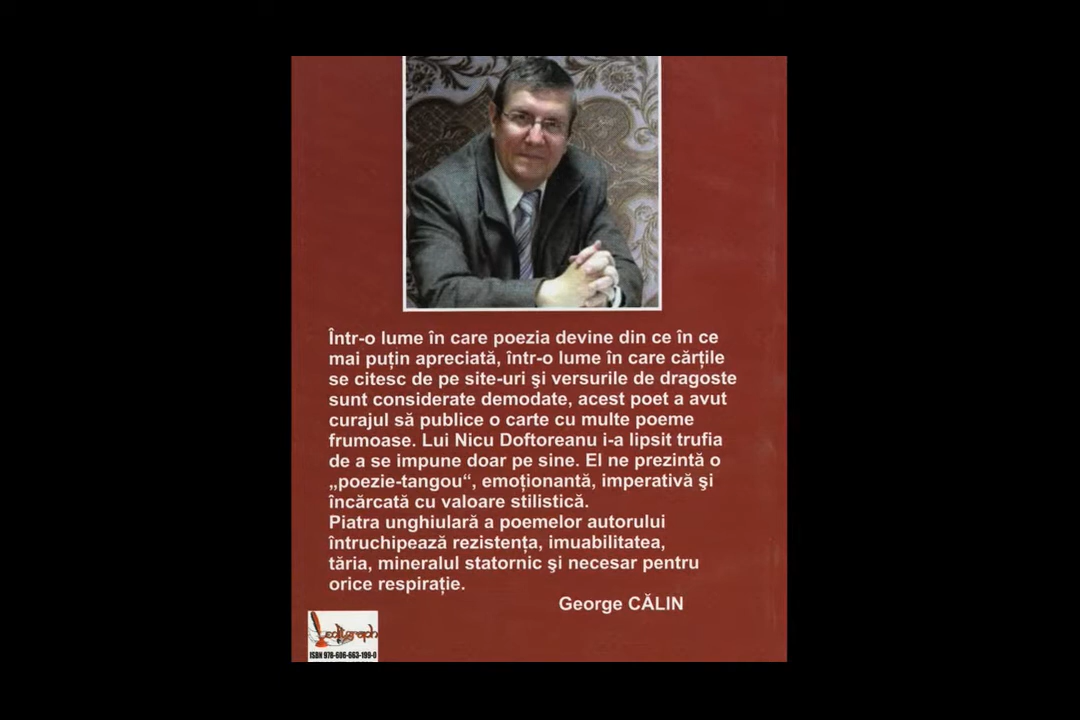 Într-o lume în care poezia devine din ce în ce
mai puțin apreciată, într-o lume în care cărțile
se citesc de pe site-uri şi versurile de dragoste
sunt considerate demodate, acest poet a avut
curajul să publice o carte cu multe poeme
frumoase. Lui Nicu Doftoreanu i-a lipsit trufia
de a se impune doar pe sine. El ne prezintă o
„poezie-tangou“, emoționantă, imperativă şi
încărcată cu valoare stilistică.
Piatra unghiulară a poemelor autorului
întruchipează rezistența, imuabilitatea,
tăria, mineralul statornic şi necesar pentru
orice respirație.
George CĂLIN
editgraph
ISBN 978-606-663-199-0